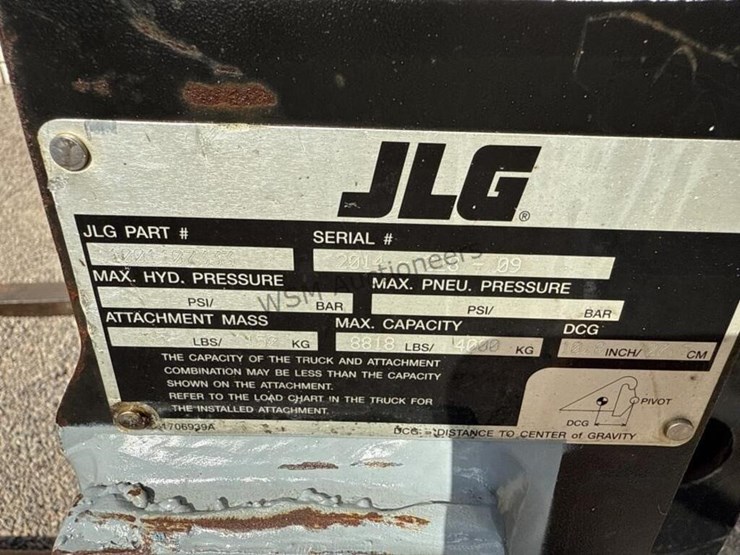 JLG®
JLG PART # SERIAL #
09
MAX. HYD. PRESSURE MAX. PNEU. PRESSURE
PSI/ BAR PSI/ BAR
ATTACHMENT MASS MAX. CAPACITY DCG
LBS/ KG 8818 LBS/ 4000 KG INCH/ CM
THE CAPACITY OF THE TRUCK AND ATTACHMENT
COMBINATION MAY BE LESS THAN THE CAPACITY
SHOWN ON THE ATTACHMENT.
REFER TO THE LOAD CHART IN THE TRUCK FOR
THE INSTALLED ATTACHMENT.
PIVOT
DCG
1706939A DCG = DISTANCE TO CENTER of GRAVITY
WSM Auctioneers